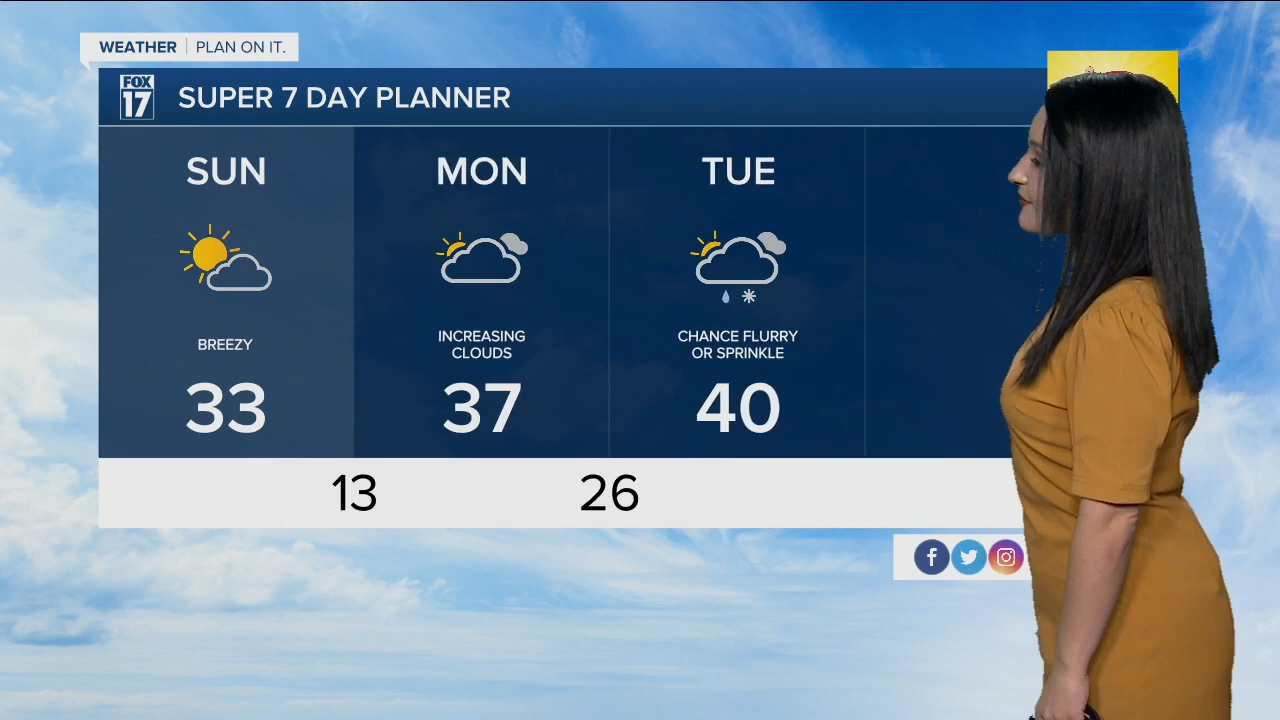 WEATHER PLAN ON IT.
FOX
17
SUPER 7 DAY PLANNER
SUN MON TUE
BREEZY
INCREASING
CLOUDS
CHANCE FLURRY
OR SPRINKLE
33 37 40
13 26